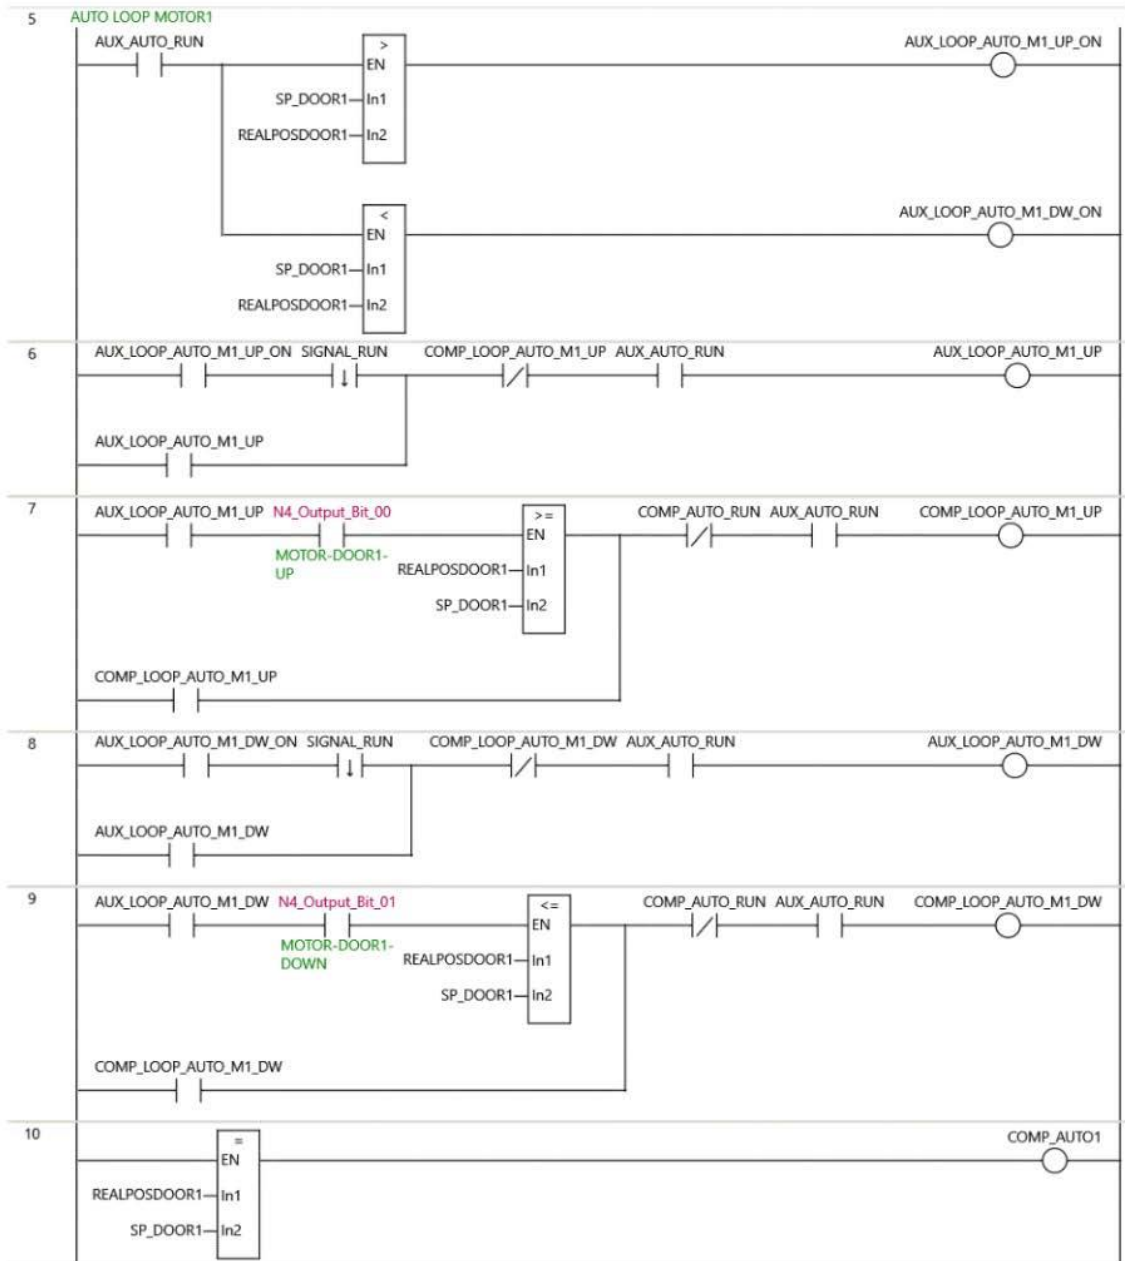 5 AUTO LOOP MOTOR1
AUX_AUTO_RUN > AUX_LOOP_AUTO_M1_UP_ON
EN
SP_DOOR1 In1
REALPOSDOOR1 In2
< AUX_LOOP_AUTO_M1_DW_ON
EN
SP_DOOR1 In1
REALPOSDOOR1 In2
6 AUX_LOOP_AUTO_M1_UP_ON SIGNAL_RUN COMP_LOOP_AUTO_M1_UP AUX_AUTO_RUN AUX_LOOP_AUTO_M1_UP
AUX_LOOP_AUTO_M1_UP
7 AUX_LOOP_AUTO_M1_UP N4_Output_Bit_00 >= COMP_AUTO_RUN AUX_AUTO_RUN COMP_LOOP_AUTO_M1_UP
EN
MOTOR-DOOR1-
UP
REALPOSDOOR1 In1
SP_DOOR1 In2
COMP_LOOP_AUTO_M1_UP
8 AUX_LOOP_AUTO_M1_DW_ON SIGNAL_RUN COMP_LOOP_AUTO_M1_DW AUX_AUTO_RUN AUX_LOOP_AUTO_M1_DW
AUX_LOOP_AUTO_M1_DW
9 AUX_LOOP_AUTO_M1_DW N4_Output_Bit_01 <= COMP_AUTO_RUN AUX_AUTO_RUN COMP_LOOP_AUTO_M1_DW
EN
MOTOR-DOOR1-
DOWN
REALPOSDOOR1 In1
SP_DOOR1 In2
COMP_LOOP_AUTO_M1_DW
10 = COMP_AUTO1
EN
REALPOSDOOR1 In1
SP_DOOR1 In2